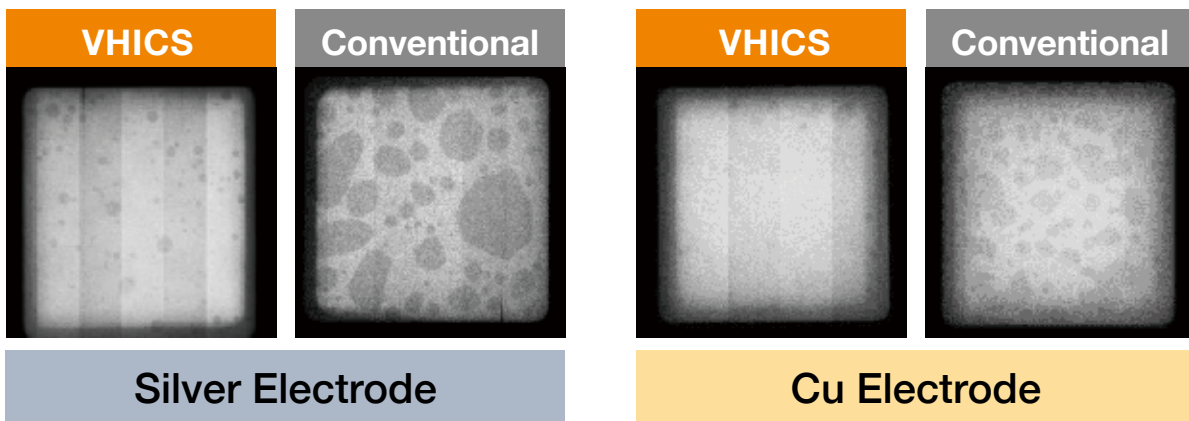 VHICS
Conventional
VHICS
Conventional
Silver Electrode
Cu Electrode